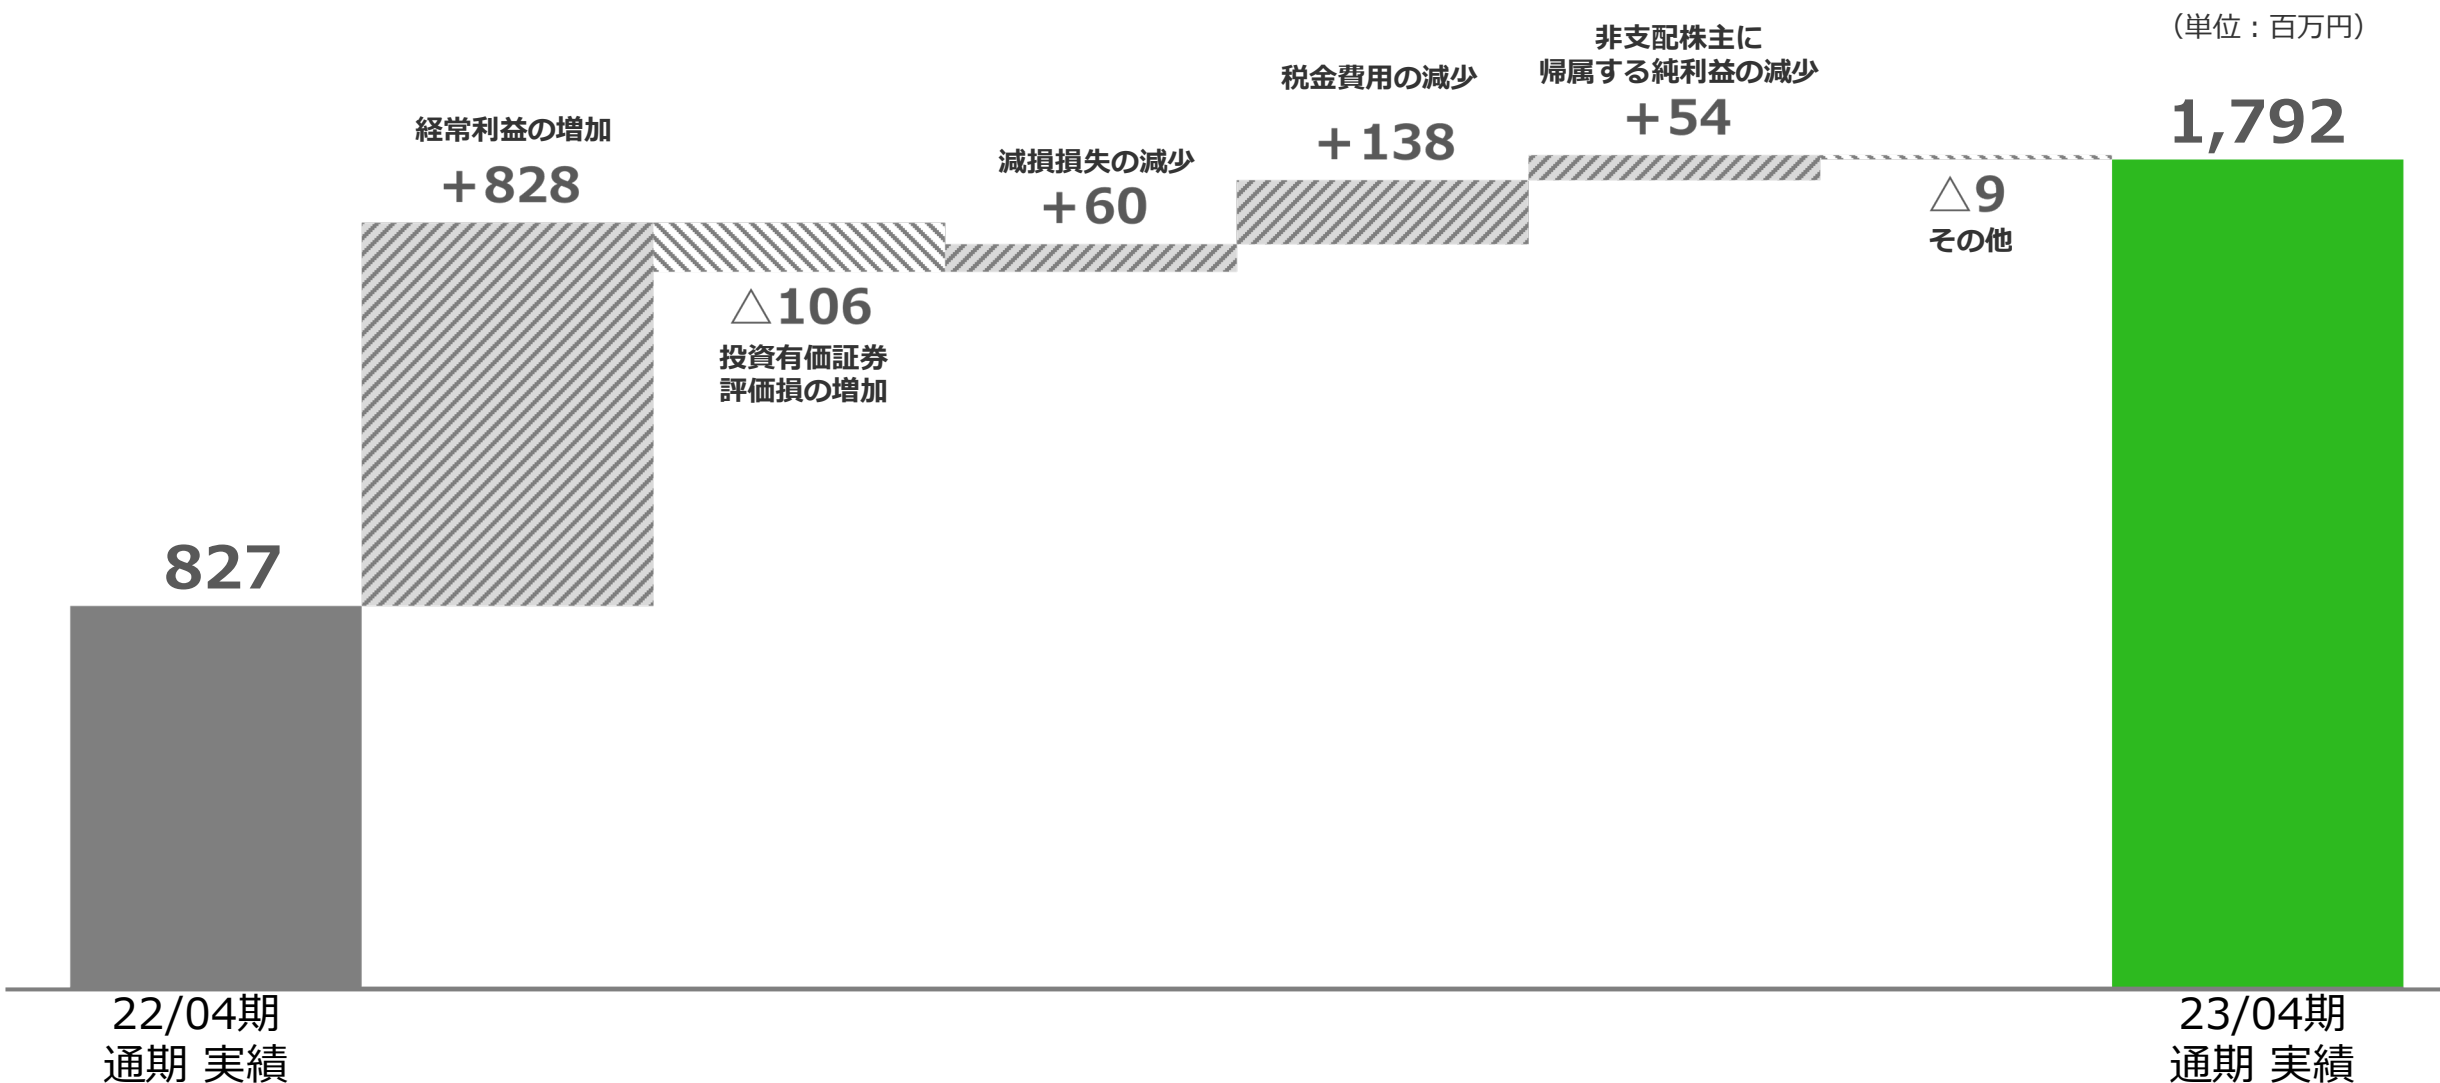 （単位：百万円）
827
経常利益の増加
+828
△106
投資有価証券
評価損の増加
減損損失の減少
+60
税金費用の減少
+138
非支配株主に
帰属する純利益の減少
+54
△9
その他
1,792
22/04期
通期 実績
23/04期
通期 実績